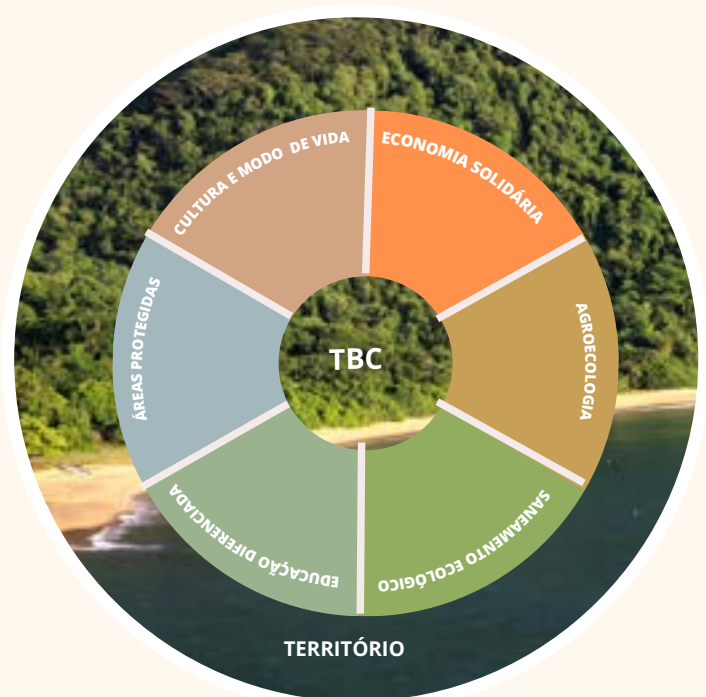 CULTURA E MODO DE VIDA
ECONOMIA SOLIDÁRIA
AGROECOLOGIA
SANEAMENTO ECOLÓGICO
EDUCAÇÃO DIFERENCIADA
ÁREAS PROTEGIDAS
TBC
TERRITÓRIO